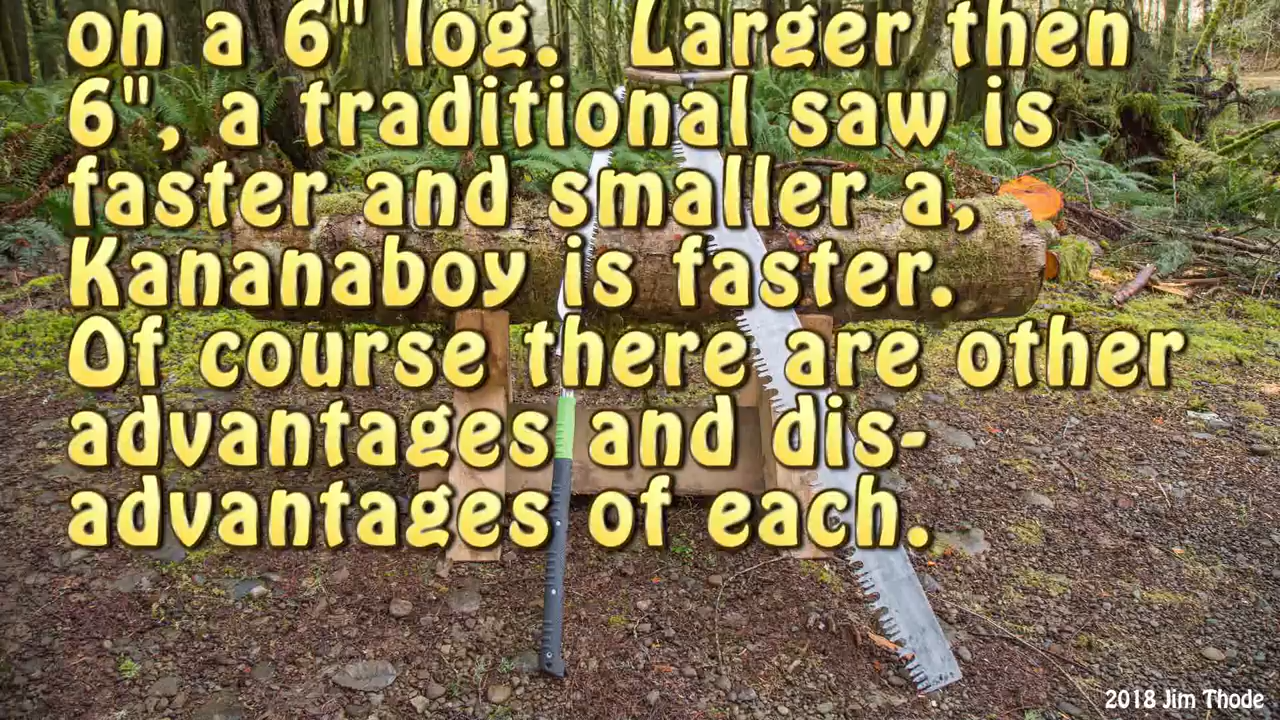 on a 6" log.  Larger then
6", a traditional saw is
faster and smaller a,
Kananaboy is faster.
Of course there are other
advantages and dis-
advantages of each.
2018 Jim Thode